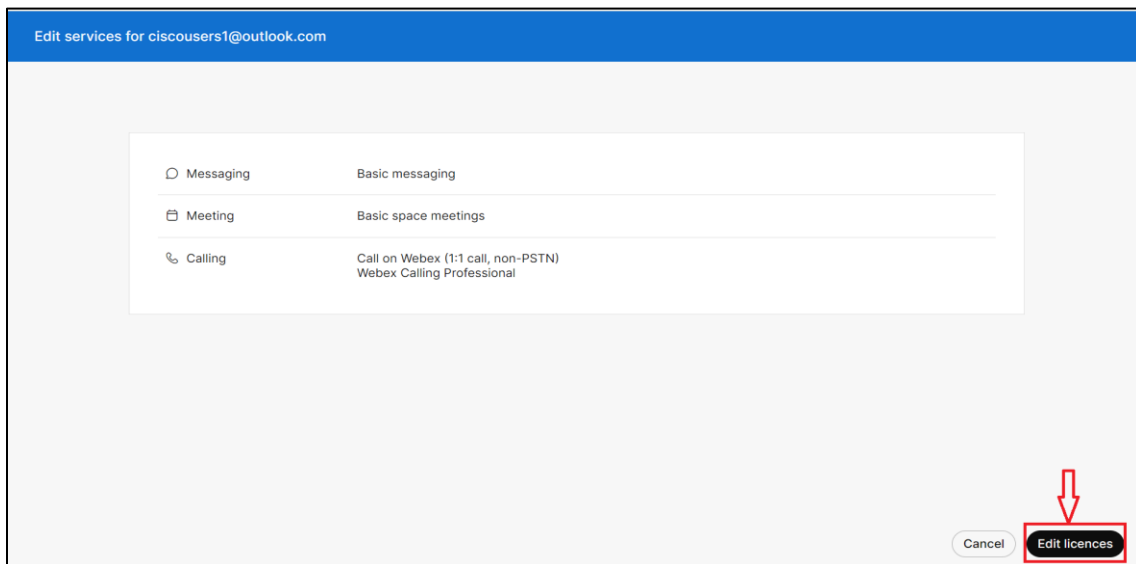 Edit services for ciscousers1@outlook.com
Messaging Basic messaging
Meeting Basic space meetings
Calling Call on Webex (1:1 call, non-PSTN)
Webex Calling Professional
Cancel Edit licences